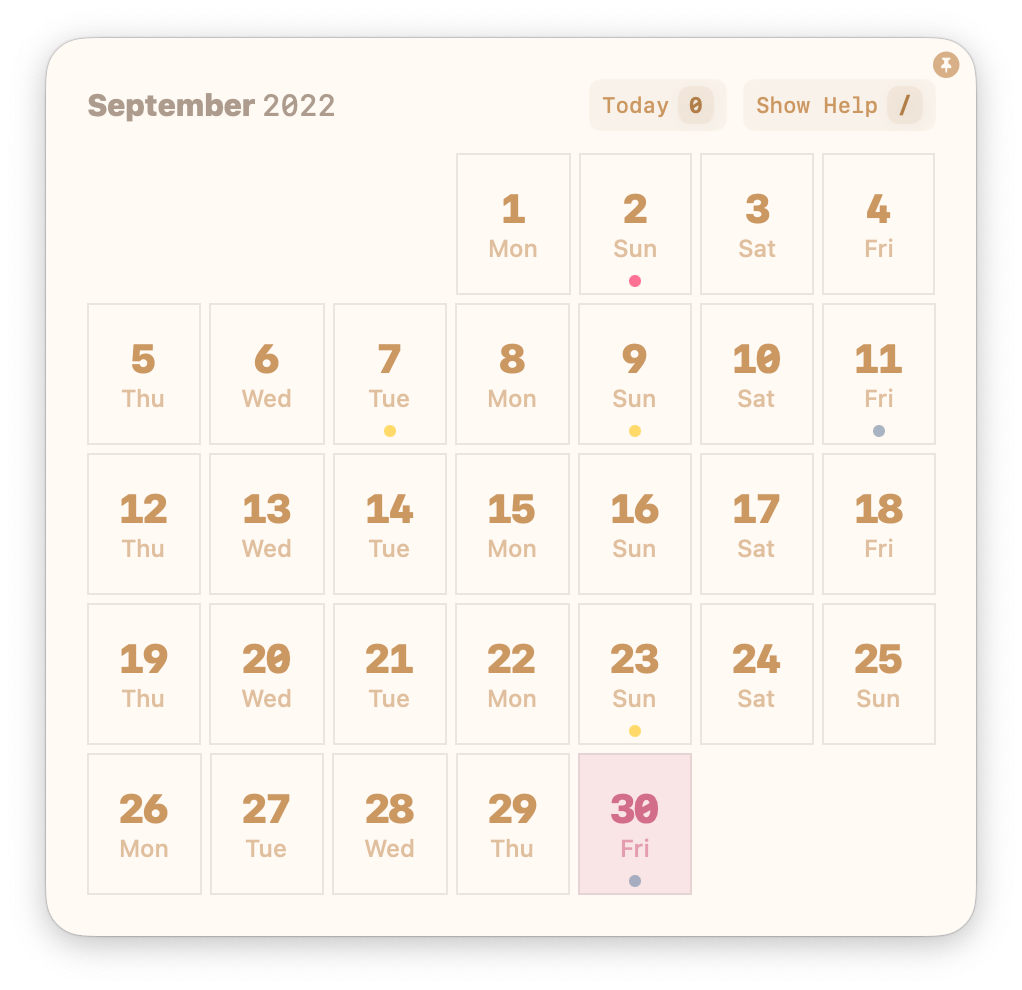 September 2022 Today 0 Show Help /
1 2 3 4
Mon Sun Sat Fri
5 6 7 8 9 10 11
Thu Wed Tue Mon Sun Sat Fri
12 13 14 15 16 17 18
Thu Wed Tue Mon Sun Sat Fri
19 20 21 22 23 24 25
Thu Wed Tue Mon Sun Sat Sun
26 27 28 29 30
Mon Tue Wed Thu Fri